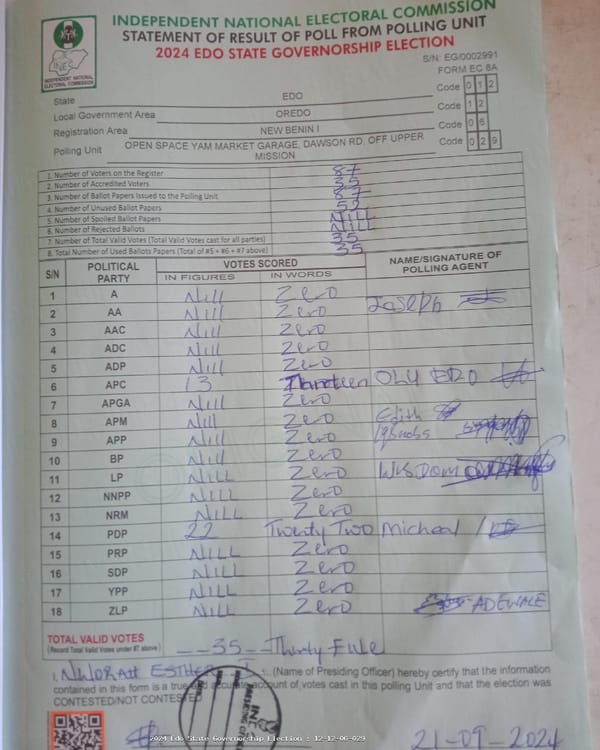 INDEPENDENT NATIONAL ELECTORAL COMMISSION
STATEMENT OF RESULT OF POLL FROM POLLING UNIT
2024 EDO STATE GOVERNORSHIP ELECTION
INEC
INDEPENDENT NATIONAL ELECTORAL COMMISSION
S/N: EG/0002991
FORM EC 8A
State EDO Code 0 1 2
Local Government Area OREDO Code 1 2
Registration Area NEW BENIN I Code 0 6
Polling Unit OPEN SPACE YAM MARKET GARAGE, DAWSON RD, OFF UPPER MISSION Code 0 2 9
1. Number of Voters on the Register 87
2. Number of Accredited Voters 35
3. Number of Ballot Papers Issued to the Polling Unit 87
4. Number of Unused Ballot Papers 52
5. Number of Spoiled Ballot Papers NILL
6. Number of Rejected Ballots NILL
7. Number of Total Valid Votes (Total Valid Votes cast for all parties) 35
8. Total Number of Used Ballots Papers (Total of #5 + #6 + #7 above) 35
S/N POLITICAL PARTY VOTES SCORED NAME/SIGNATURE OF POLLING AGENT
IN FIGURES IN WORDS
1 A Nill Zero
2 AA Nill Zero Joseph
3 AAC Nill Zero
4 ADC Nill Zero
5 ADP Nill Zero
6 APC 13 OLU EDO
7 APGA Nill Zero
8 APM Nill Zero Edith
9 APP Nill Zero
10 BP Nill Zero
11 LP NILL Zero WISDOM
12 NNPP NILL Zero
13 NRM NILL Zero
14 PDP 22 Twenty Two Micheal
15 PRP NILL Zero
16 SDP NILL Zero
17 YPP NILL Zero
18 ZLP NILL Zero ADEWALE
TOTAL VALID VOTES
(Record Total Valid Votes under #7 above) --35--
I, NWORAH ESTHER (Name of Presiding Officer) hereby certify that the information
contained in this form is a true and accurate account of votes cast in this polling Unit and that the election was
CONTESTED/NOT CONTESTED
INEC
PRESIDING OFFICER
21-09-2024
2024 Edo State Governorship Election : 12-12-06-029